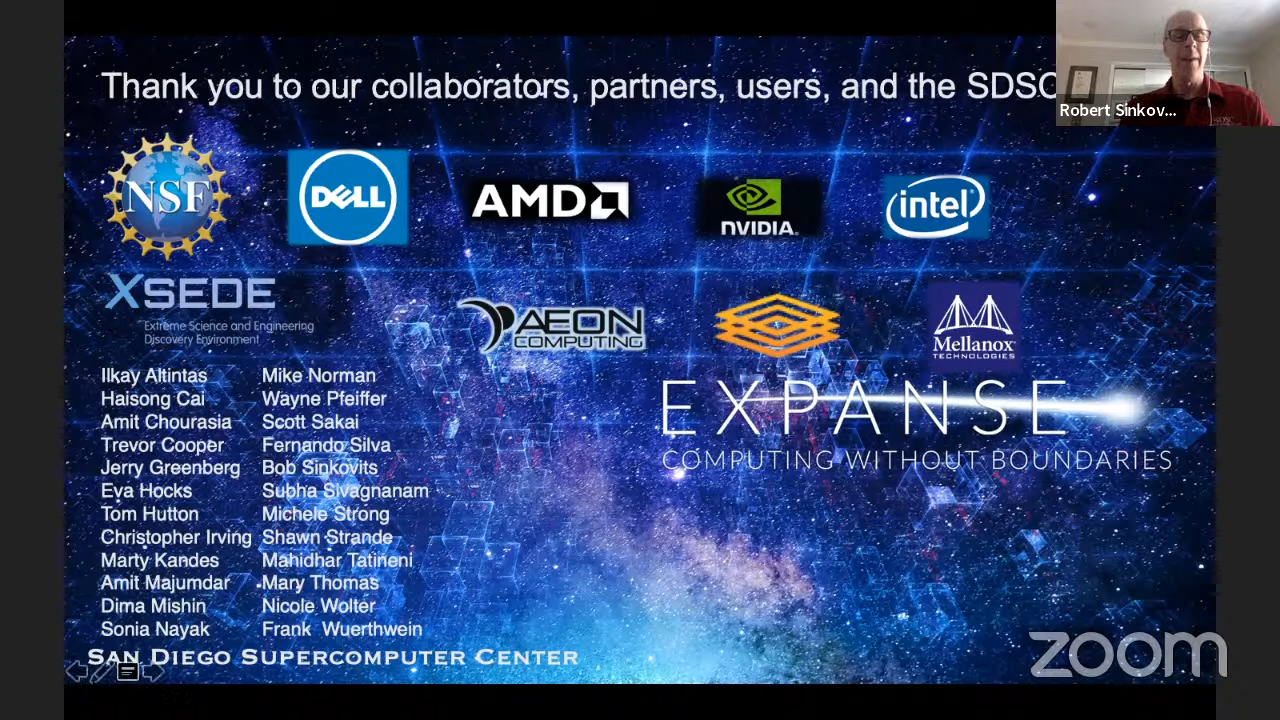 Thank you to our collaborators, partners, users, and the SDSC
Robert Sinkov...
NSF
DELL
AMD
NVIDIA.
intel
XSEDE
Extreme Science and Engineering
Discovery Environment
AEON
COMPUTING
Mellanox
TECHNOLOGIES
EXPANSE
COMPUTING WITHOUT BOUNDARIES
Ilkay Altintas
Haisong Cai
Amit Chourasia
Trevor Cooper
Jerry Greenberg
Eva Hocks
Tom Hutton
Christopher Irving
Marty Kandes
Amit Majumdar
Dima Mishin
Sonia Nayak
Mike Norman
Wayne Pfeiffer
Scott Sakai
Fernando Silva
Bob Sinkovits
Subha Sivagnanam
Michele Strong
Shawn Strande
Mahidhar Tatineni
Mary Thomas
Nicole Wolter
Frank Wuerthwein
SAN DIEGO SUPERCOMPUTER CENTER
zoom